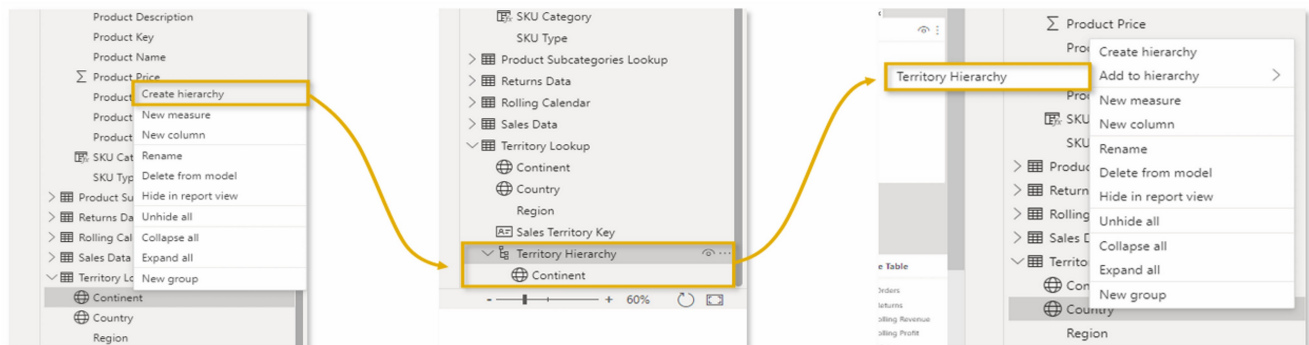 Product Description
Product Key
Product Name
Product Price
Product
Create hierarchy
Product
New measure
Product
New column
SKU Cat
Rename
SKU Typ
Delete from model
Product Su
Hide in report view
Returns Da
Unhide all
Rolling Cal
Collapse all
Sales Data
Expand all
Territory Lo
New group
Continent
Country
Region
SKU Category
SKU Type
Product Subcategories Lookup
Returns Data
Rolling Calendar
Sales Data
Territory Lookup
Continent
Country
Region
Sales Territory Key
Territory Hierarchy
Continent
- + 60%
Product Price
Create hierarchy
Territory Hierarchy
Add to hierarchy
New measure
SKU
New column
SKU
Rename
Produc
Delete from model
Return
Hide in report view
Rolling
Unhide all
Sales D
Collapse all
e Table
Territo
Expand all
Orders
Con
New group
Returns
Country
olling Revenue
Region
olling Profit